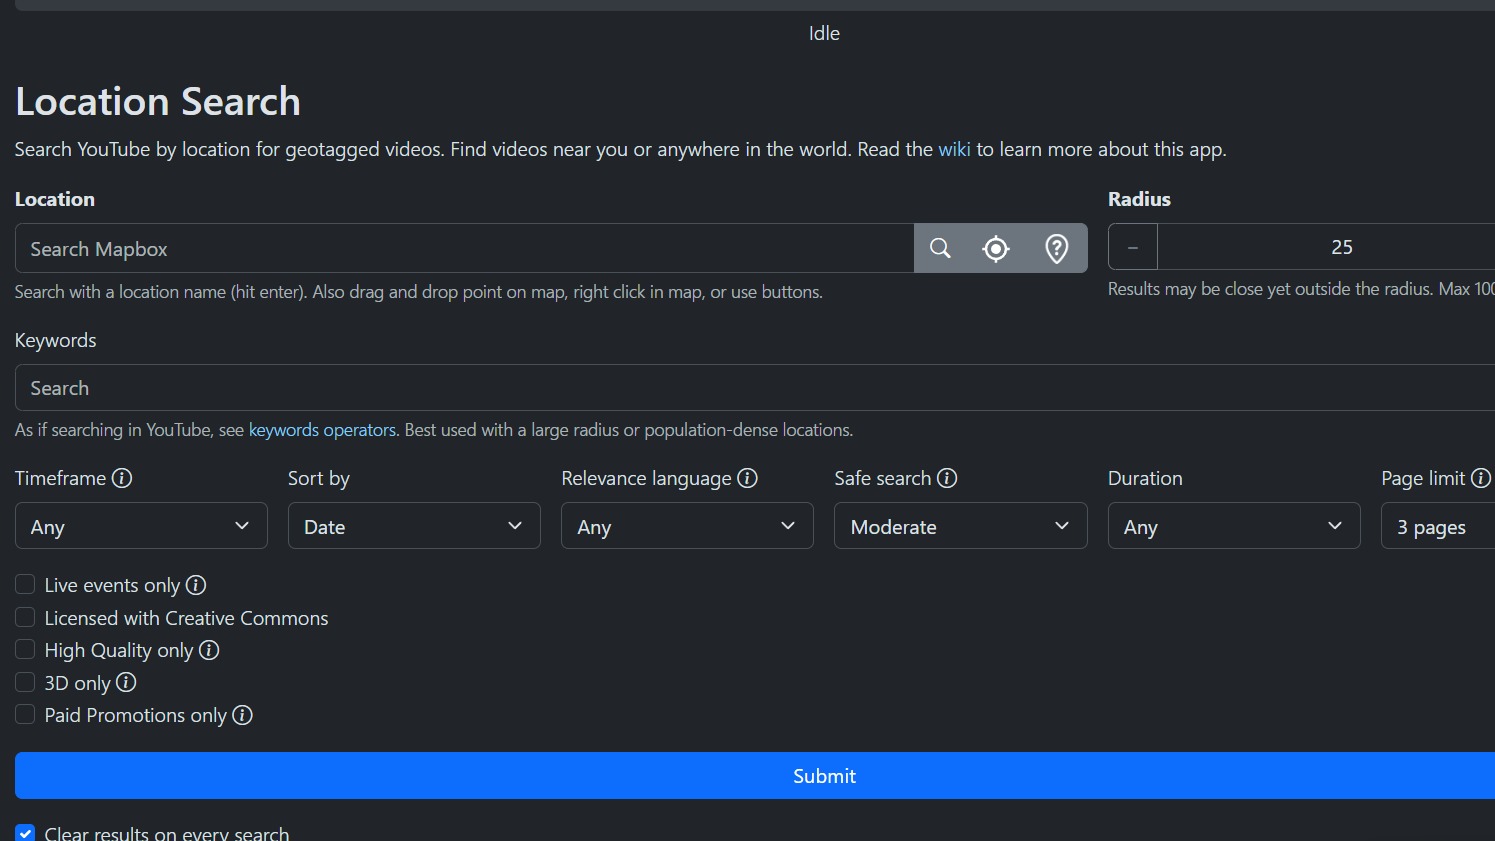 Idle
Location Search
Search YouTube by location for geotagged videos. Find videos near you or anywhere in the world. Read the wiki to learn more about this app.
Location
Radius
Search Mapbox
− 25
Search with a location name (hit enter). Also drag and drop point on map, right click in map, or use buttons.
Results may be close yet outside the radius. Max 100
Keywords
Search
As if searching in YouTube, see keywords operators. Best used with a large radius or population-dense locations.
Timeframe Sort by Relevance language Safe search Duration Page limit
Any Date Any Moderate Any 3 pages
Live events only
Licensed with Creative Commons
High Quality only
3D only
Paid Promotions only
Submit
Clear results on every search